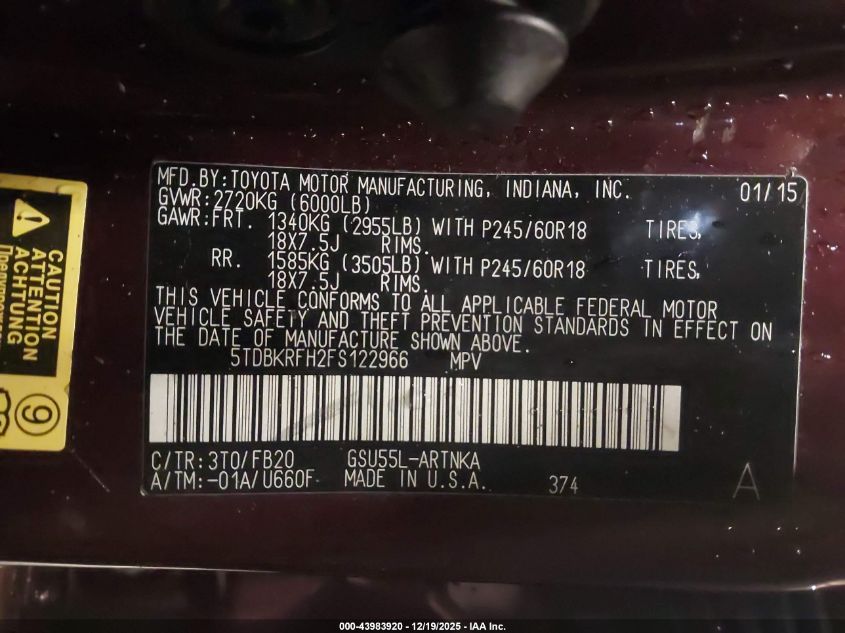 MFD.BY:TOYOTA MOTOR MANUFACTURING, INDIANA, INC. 01/15
GVWR:2720KG (6000LB)
GAWR:FRT. 1340KG (2955LB) WITH P245/60R18 TIRES,
18X7.5J RIMS.
RR. 1585KG (3505LB) WITH P245/60R18 TIRES,
18X7.5J RIMS.
THIS VEHICLE CONFORMS TO ALL APPLICABLE FEDERAL MOTOR
VEHICLE SAFETY AND THEFT PREVENTION STANDARDS IN EFFECT ON
THE DATE OF MANUFACTURE SHOWN ABOVE.
5TDBKRFH2FS122966 MPV
C/TR: 3T0/FB20 GSU55L-ARTNKA
A/TM: -01A/U660F MADE IN U.S.A. 374 A
CAUTION
ATTENTION
ACHTUNG
9
000-43983920 - 12/19/2025 - IAA Inc.